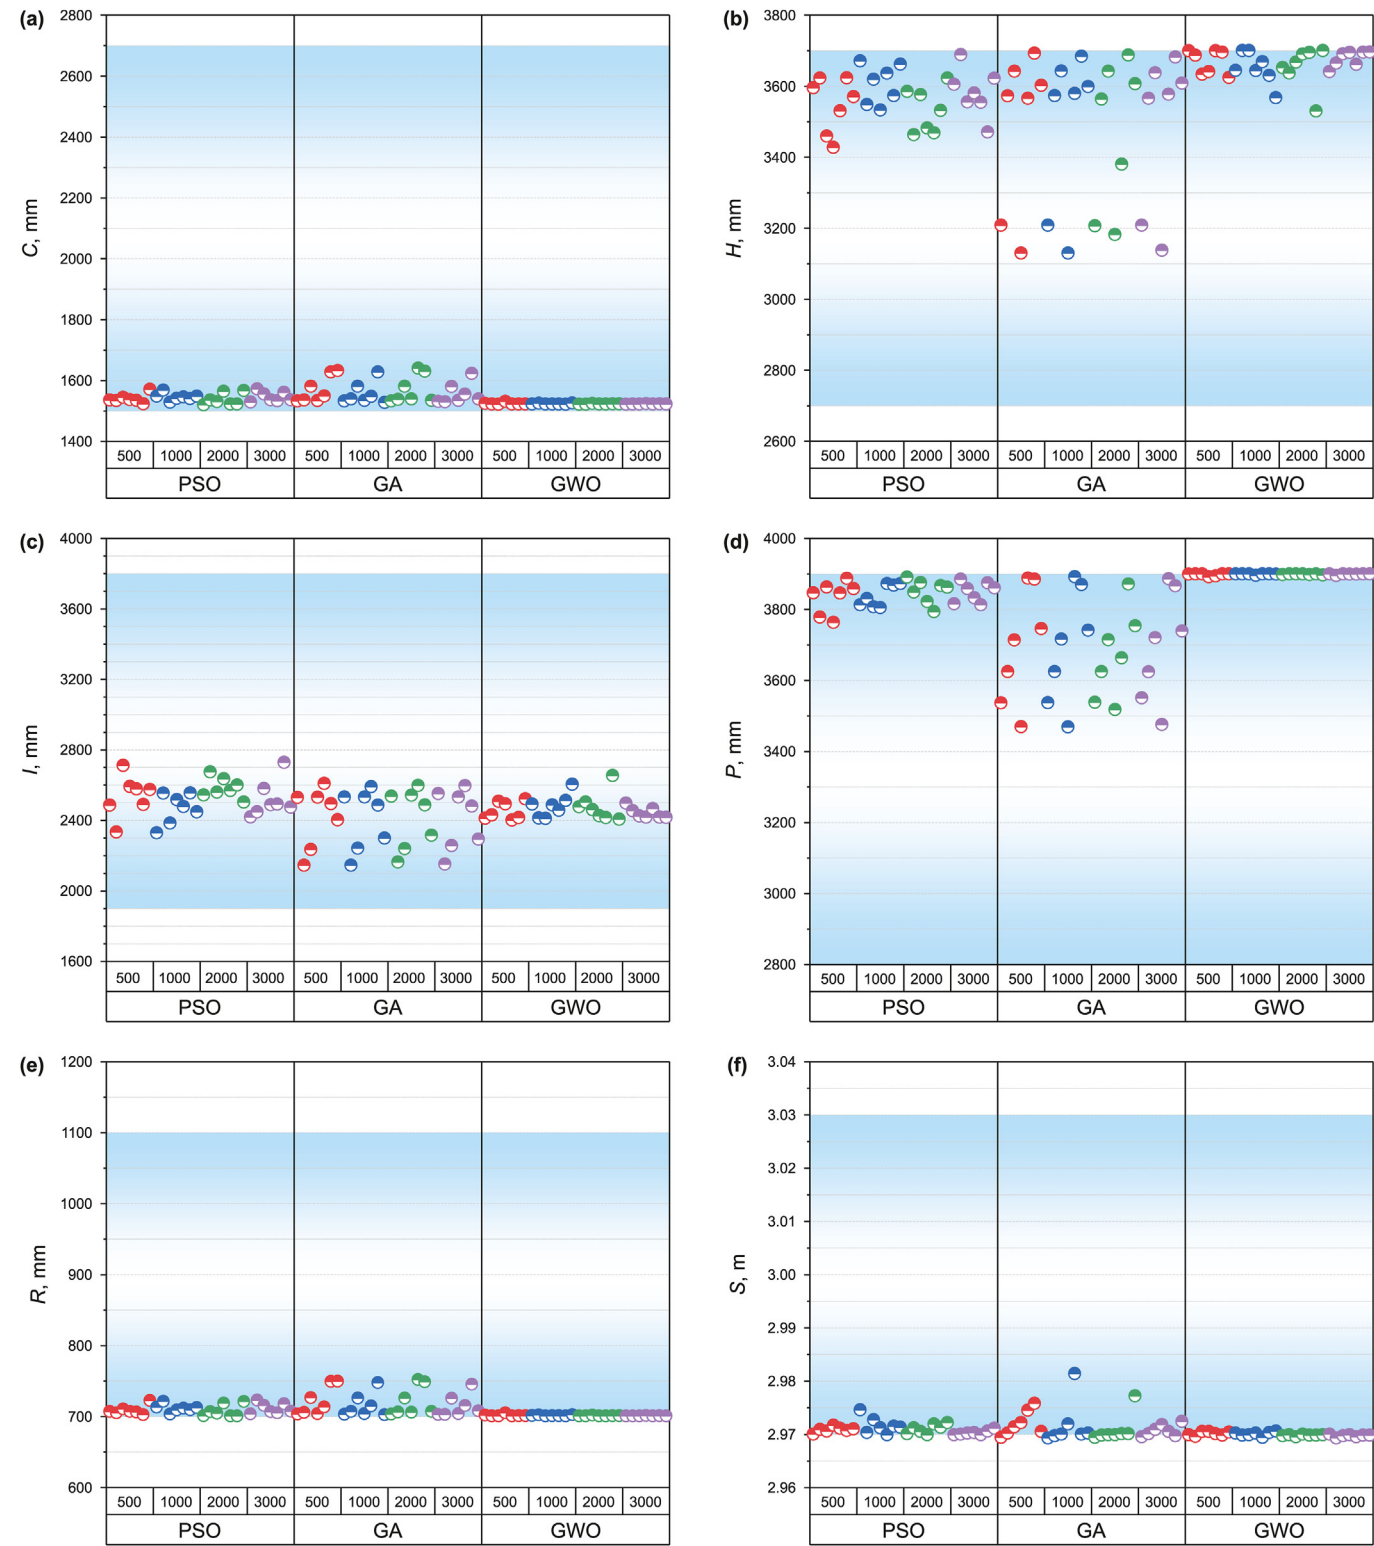 (a)
2800
2600
2400
2200
2000
1800
1600
1400
C, mm
500 1000 2000 3000 500 1000 2000 3000 500 1000 2000 3000
PSO GA GWO
(b)
3800
3600
3400
3200
3000
2800
2600
H, mm
500 1000 2000 3000 500 1000 2000 3000 500 1000 2000 3000
PSO GA GWO
(c)
4000
3600
3200
2800
2400
2000
1600
I, mm
500 1000 2000 3000 500 1000 2000 3000 500 1000 2000 3000
PSO GA GWO
(d)
4000
3800
3600
3400
3200
3000
2800
P, mm
500 1000 2000 3000 500 1000 2000 3000 500 1000 2000 3000
PSO GA GWO
(e)
1200
1100
1000
900
800
700
600
R, mm
500 1000 2000 3000 500 1000 2000 3000 500 1000 2000 3000
PSO GA GWO
(f)
3.04
3.03
3.02
3.01
3.00
2.99
2.98
2.97
2.96
S, m
500 1000 2000 3000 500 1000 2000 3000 500 1000 2000 3000
PSO GA GWO